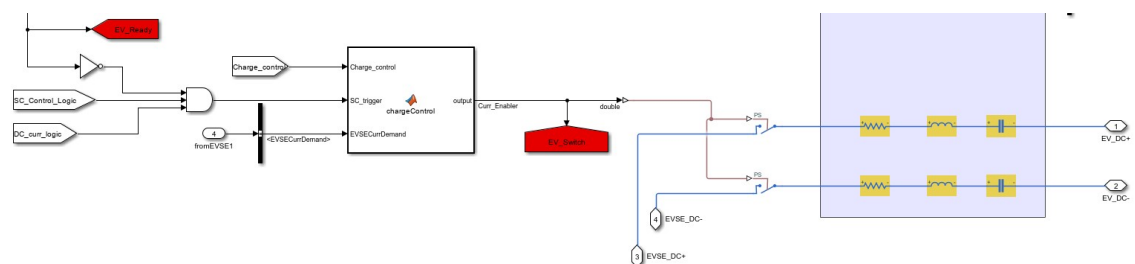 EV_Ready
Charge_control
Charge_control
SC_Control_Logic
SC_trigger
output
chargeControl
Curr_Enabler
double
DC_curr_logic
4
<EVSECurrDemand>
EVSECurrDemand
fromEVSE1
EV_Switch
PS
1
EV_DC+
PS
2
EV_DC-
4
EVSE_DC-
3
EVSE_DC+